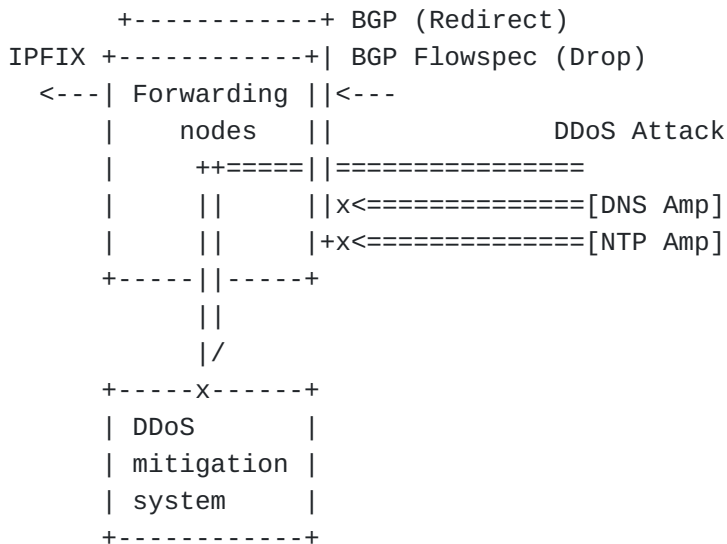 +------------+ BGP (Redirect)
IPFIX +------------+| BGP Flowspec (Drop)
<---| Forwarding ||<---
|    nodes   ||             DDoS Attack
|     ++=====||================
|     ||     ||x<==============[DNS Amp]
|     ||     |+x<==============[NTP Amp]
+-----||-----+
||
|/
+-----x------+
| DDoS       |
| mitigation |
| system     |
+------------+